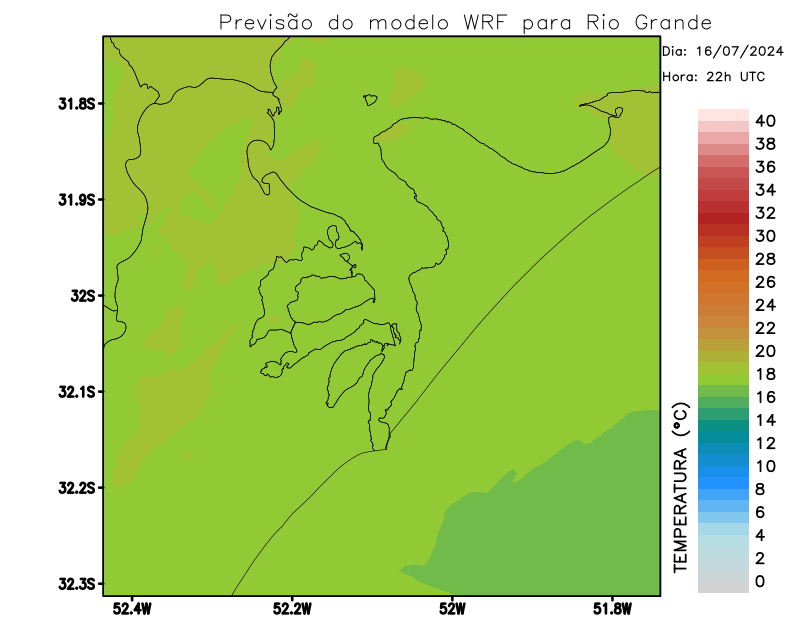 Previsão do modelo WRF para Rio Grande
Dia: 16/07/2024
Hora: 22h UTC
31.8S
31.9S
32S
32.1S
32.2S
32.3S
52.4W
52.2W
52W
51.8W
40
38
36
34
32
30
28
26
24
22
20
18
16
14
12
10
8
6
4
2
0
TEMPERATURA (°C)